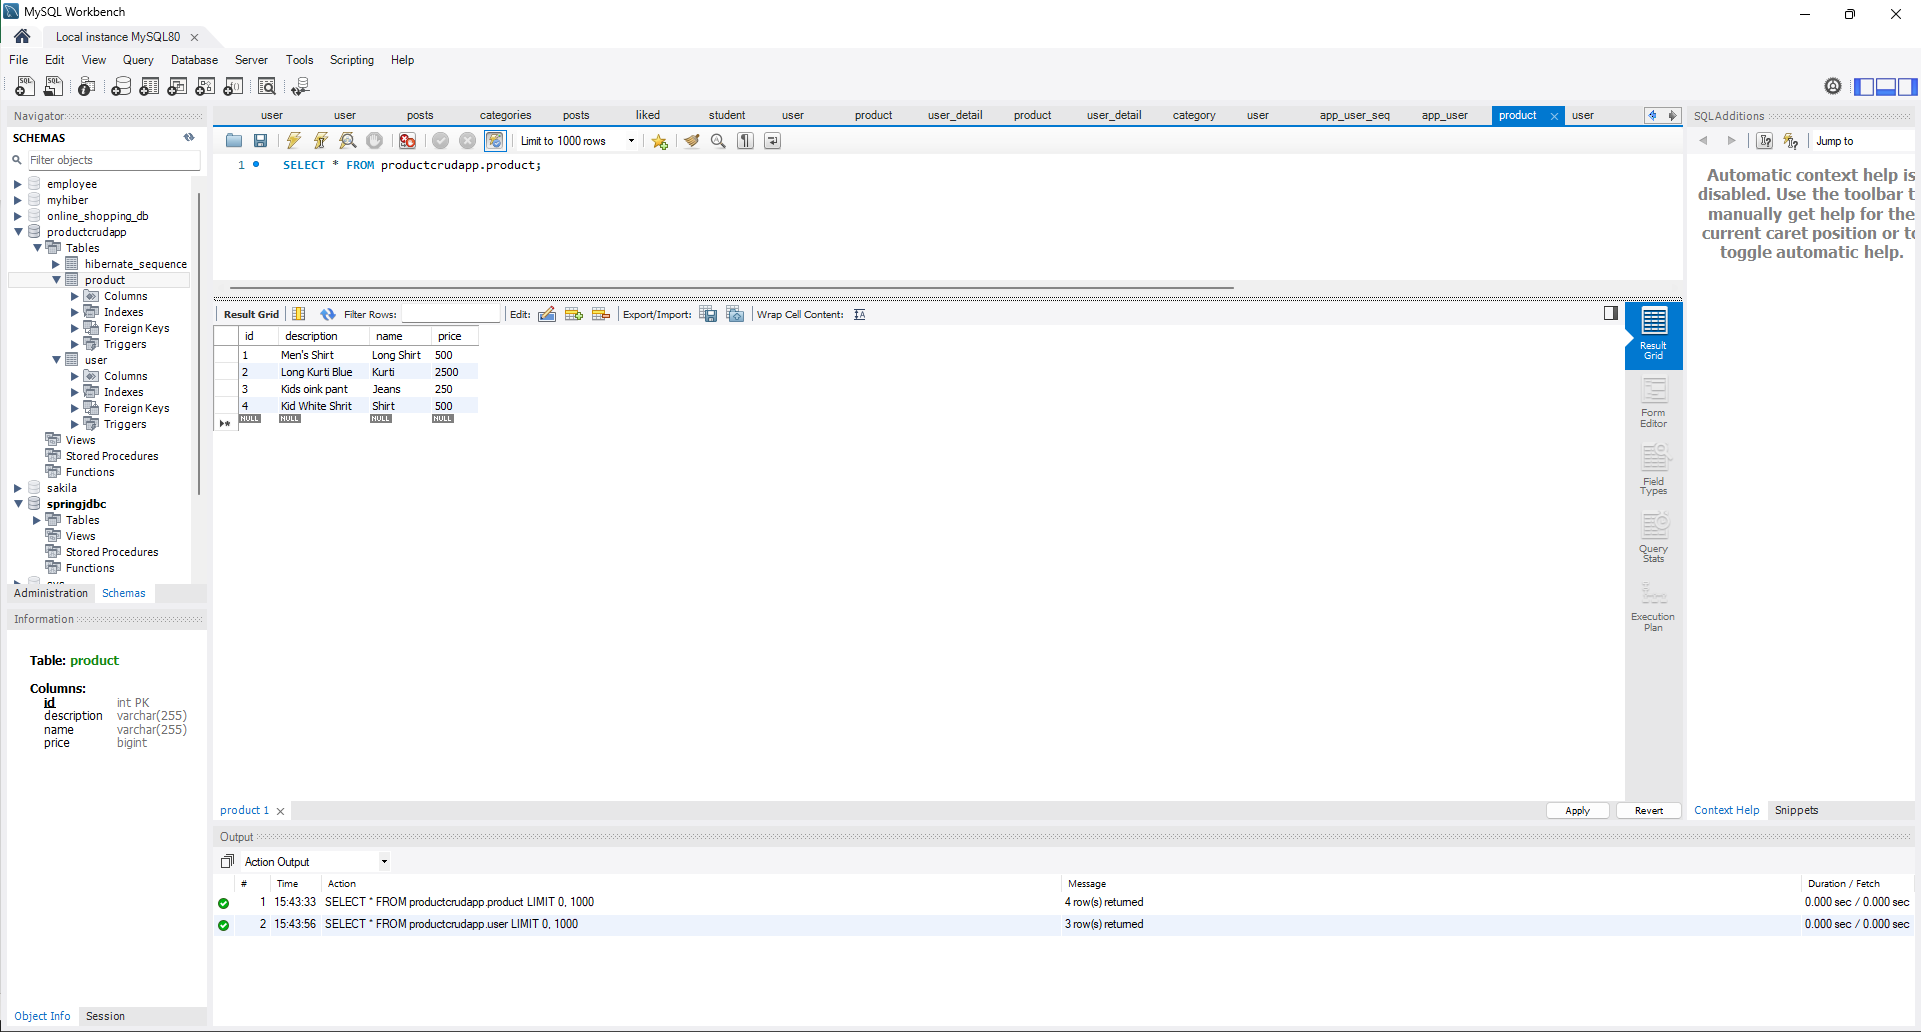 MySQL Workbench
Local instance MySQL80
File Edit View Query Database Server Tools Scripting Help
Navigator
SCHEMAS
Filter objects
employee
myhiber
online_shopping_db
productcrudapp
Tables
hibernate_sequence
product
Columns
Indexes
Foreign Keys
Triggers
user
Columns
Indexes
Foreign Keys
Triggers
Views
Stored Procedures
Functions
sakila
springjdbc
Tables
Views
Stored Procedures
Functions
Administration Schemas
Information
Table: product
Columns:
id int PK
description varchar(255)
name varchar(255)
price bigint
Object Info Session
user user posts categories posts liked student user product user_detail product user_detail category user app_user_seq app_user product user
Limit to 1000 rows
1 SELECT * FROM productcrudapp.product;
Result Grid Filter Rows: Edit: Export/Import: Wrap Cell Content:
id description name price
1 Men's Shirt Long Shirt 500
2 Long Kurti Blue Kurti 2500
3 Kids oink pant Jeans 250
4 Kid White Shrit Shirt 500
NULL NULL NULL NULL
Result
Grid
Form
Editor
Field
Types
Query
Stats
Execution
Plan
product 1 Apply Revert
SQLAdditions
Jump to
Automatic context help is
disabled. Use the toolbar t
manually get help for the
current caret position or to
toggle automatic help.
Context Help Snippets
Output
Action Output
# Time Action Message Duration / Fetch
1 15:43:33 SELECT * FROM productcrudapp.product LIMIT 0, 1000 4 row(s) returned 0.000 sec / 0.000 sec
2 15:43:56 SELECT * FROM productcrudapp.user LIMIT 0, 1000 3 row(s) returned 0.000 sec / 0.000 sec